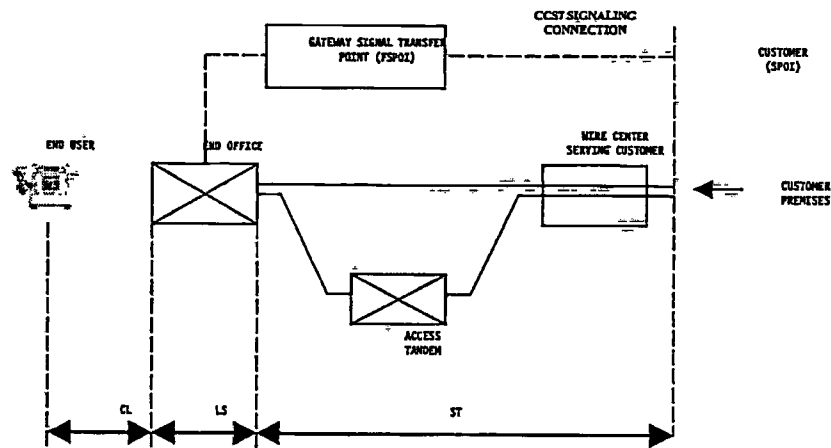 CCS7 SIGNALING
CONNECTION
GATEWAY SIGNAL TRANSFER
POINT (FSPOI)
CUSTOMER
(SPOI)
END USER
END OFFICE
WIRE CENTER
SERVING CUSTOMER
CUSTOMER
PREMISES
ACCESS
TANDEM
CL
LS
ST